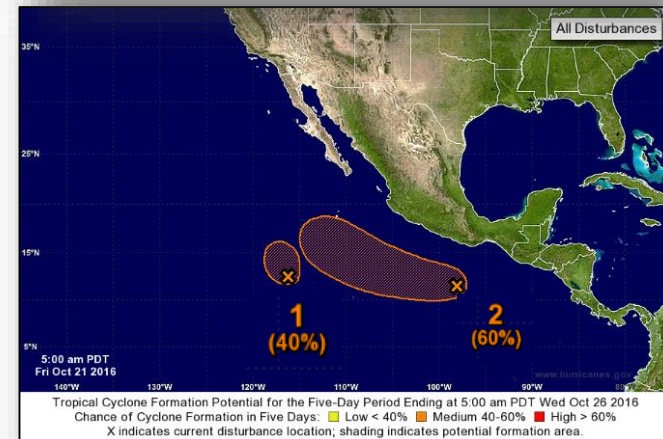 All Disturbances
35°N
25°N
15°N
5°N
1
(40%)
2
(60%)
5:00 am PDT
Fri Oct 21 2016
www.hurricanes.gov
140°W 130°W 120°W 110°W 100°W 90°W 80°W
Tropical Cyclone Formation Potential for the Five-Day Period Ending at 5:00 am PDT Wed Oct 26 2016
Chance of Cyclone Formation in Five Days: Low < 40% Medium 40-60% High > 60%
X indicates current disturbance location; shading indicates potential formation area.